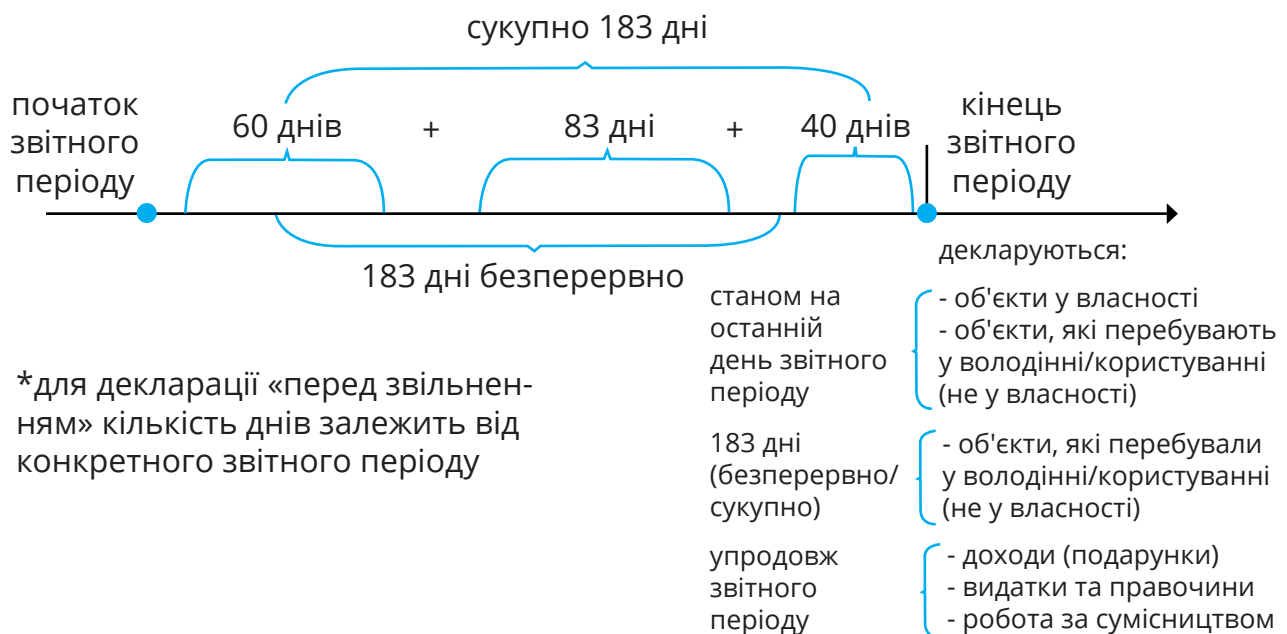 сукупно 183 дні
початок
звітного
періоду
60 днів + 83 дні + 40 днів
кінець
звітного
періоду
183 дні безперервно
*для декларації «перед звільнен-
ням» кількість днів залежить від
конкретного звітного періоду
декларуються:
станом на
останній
день звітного
періоду
- об'єкти у власності
- об'єкти, які перебувають
у володінні/користуванні
(не у власності)
183 дні
(безперервно/
сукупно)
- об'єкти, які перебували
у володінні/користуванні
(не у власності)
упродовж
звітного
періоду
- доходи (подарунки)
- видатки та правочини
- робота за сумісництвом